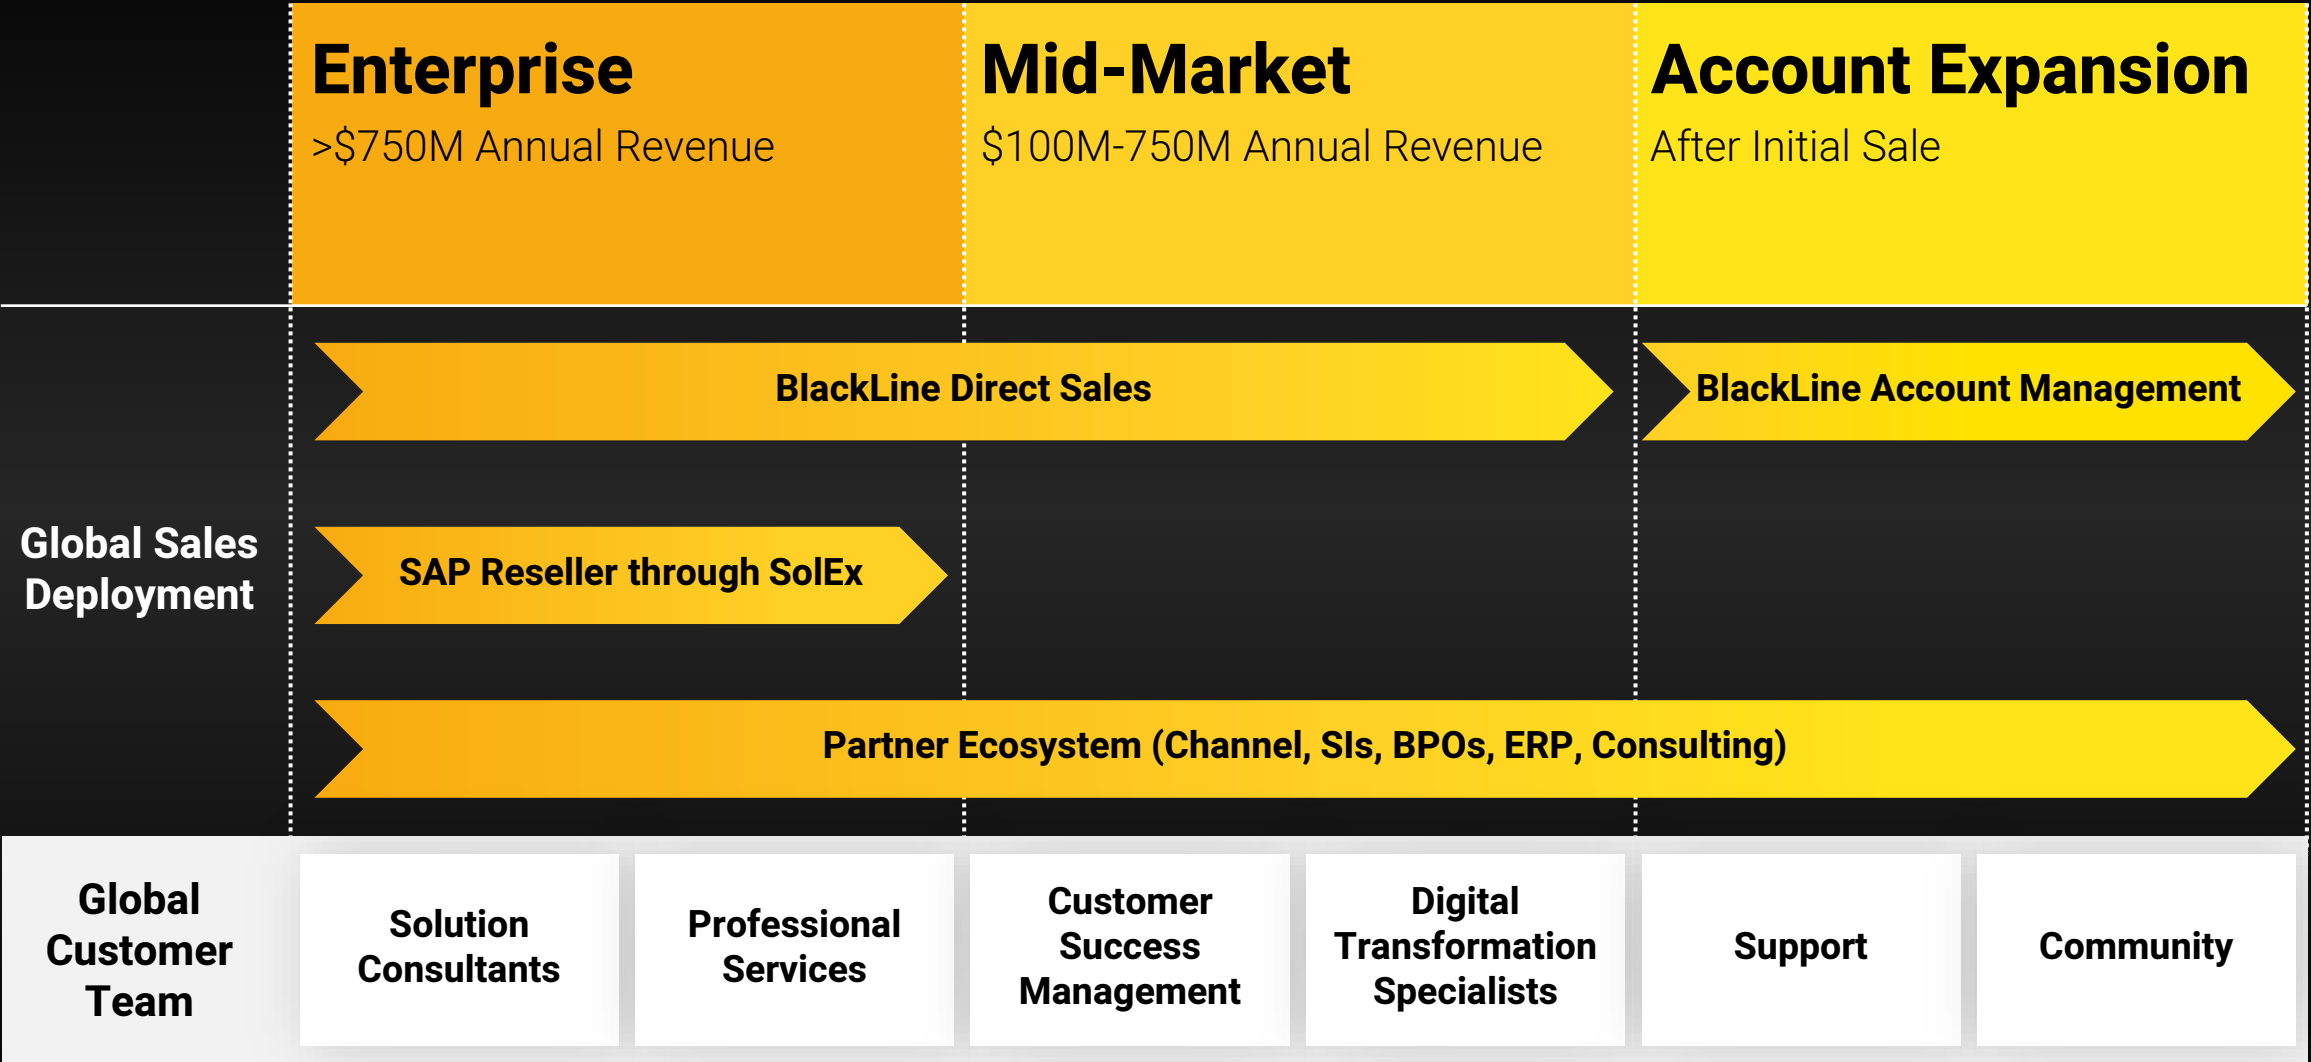 Enterprise
>$750M Annual Revenue
Mid-Market
$100M-750M Annual Revenue
Account Expansion
After Initial Sale
Global Sales
Deployment
BlackLine Direct Sales
BlackLine Account Management
SAP Reseller through SolEx
Partner Ecosystem (Channel, SIs, BPOs, ERP, Consulting)
Global
Customer
Team
Solution
Consultants
Professional
Services
Customer
Success
Management
Digital
Transformation
Specialists
Support
Community